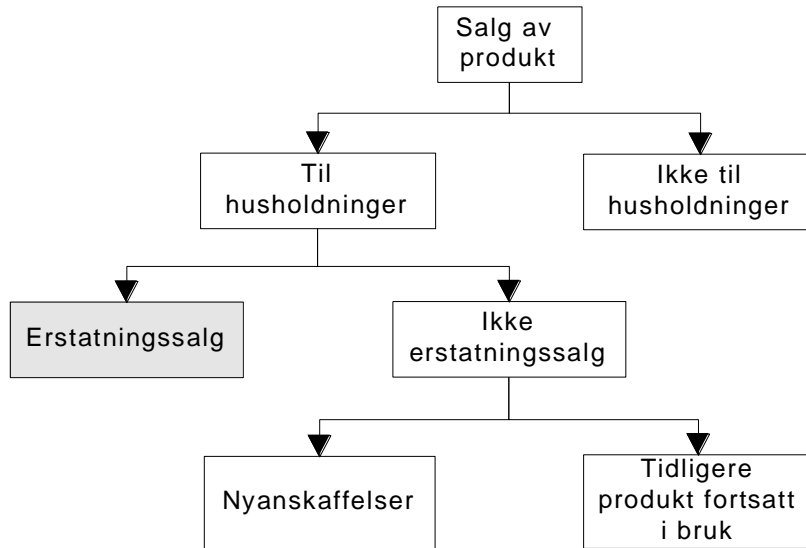 Salg av
produkt
Til
husholdninger
Ikke til
husholdninger
Erstatningssalg
Ikke
erstatningssalg
Nyanskaffelser
Tidligere
produkt fortsatt
i bruk